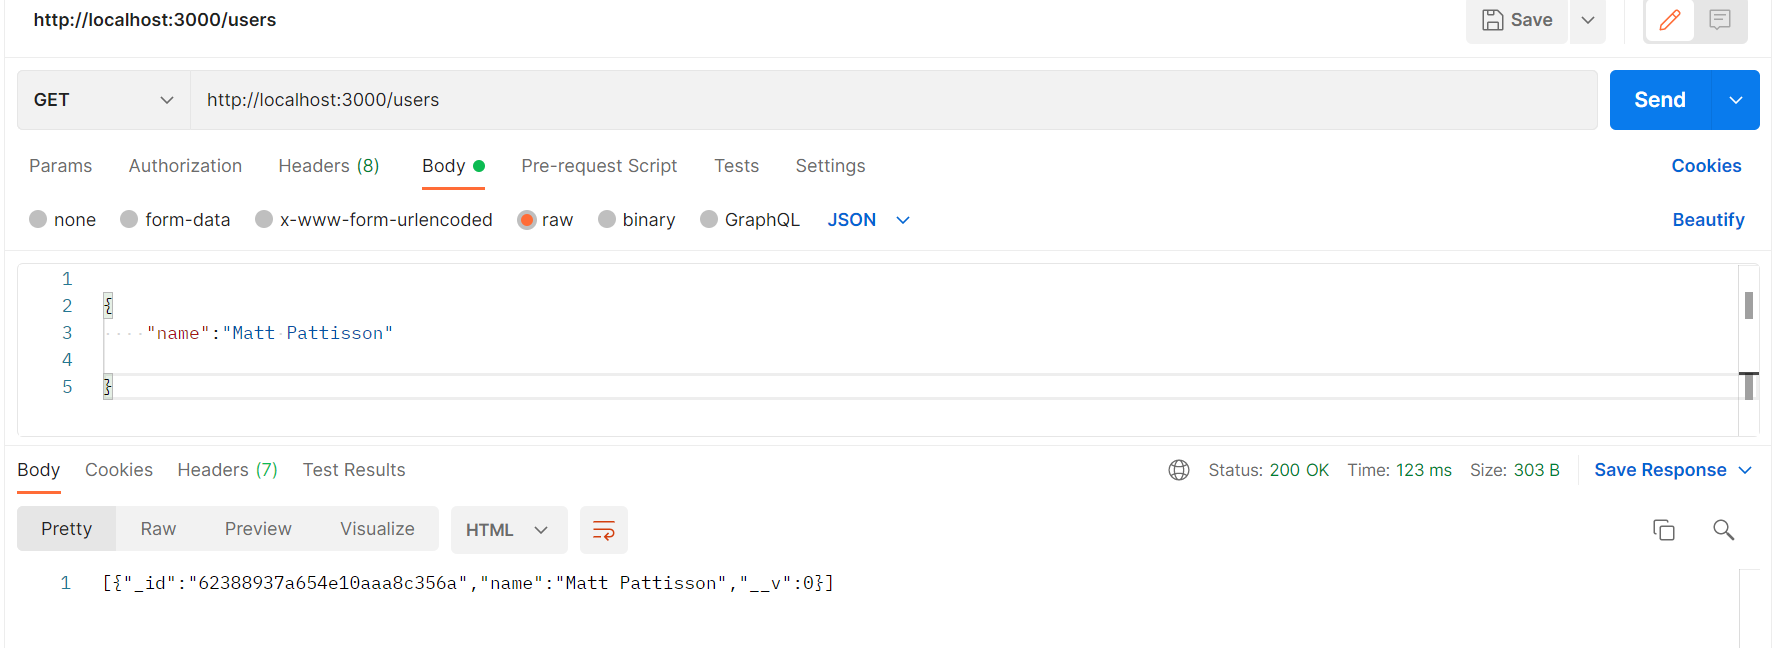 http://localhost:3000/users
Save
GET http://localhost:3000/users Send
Params Authorization Headers (8) Body Pre-request Script Tests Settings Cookies
none form-data x-www-form-urlencoded raw binary GraphQL JSON Beautify
1
2 {
3 "name":"Matt Pattisson"
4
5 }
Body Cookies Headers (7) Test Results Status: 200 OK Time: 123 ms Size: 303 B Save Response
Pretty Raw Preview Visualize HTML
1 [{"_id":"62388937a654e10aaa8c356a","name":"Matt Pattisson","__v":0}]